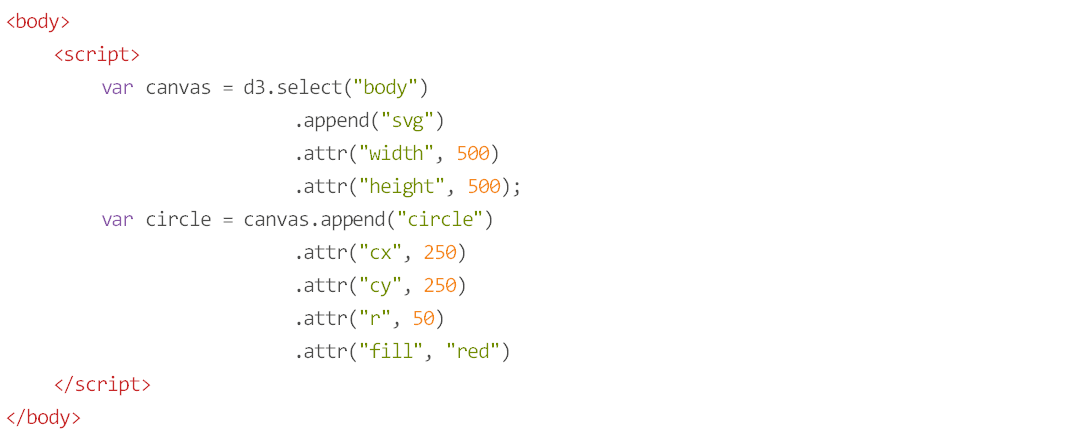 <body>
    <script>
        var canvas = d3.select("body")
                        .append("svg")
                        .attr("width", 500)
                        .attr("height", 500);
        var circle = canvas.append("circle")
                        .attr("cx", 250)
                        .attr("cy", 250)
                        .attr("r", 50)
                        .attr("fill", "red")
    </script>
</body>